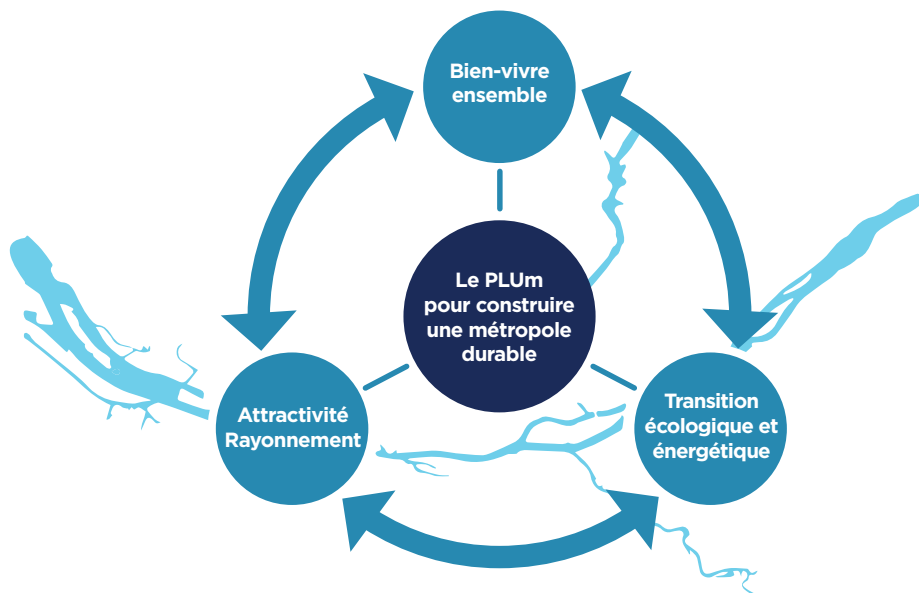 Bien-vivre
ensemble
Le PLUm
pour construire
une métropole
durable
Attractivité
Rayonnement
Transition
écologique et
énergétique